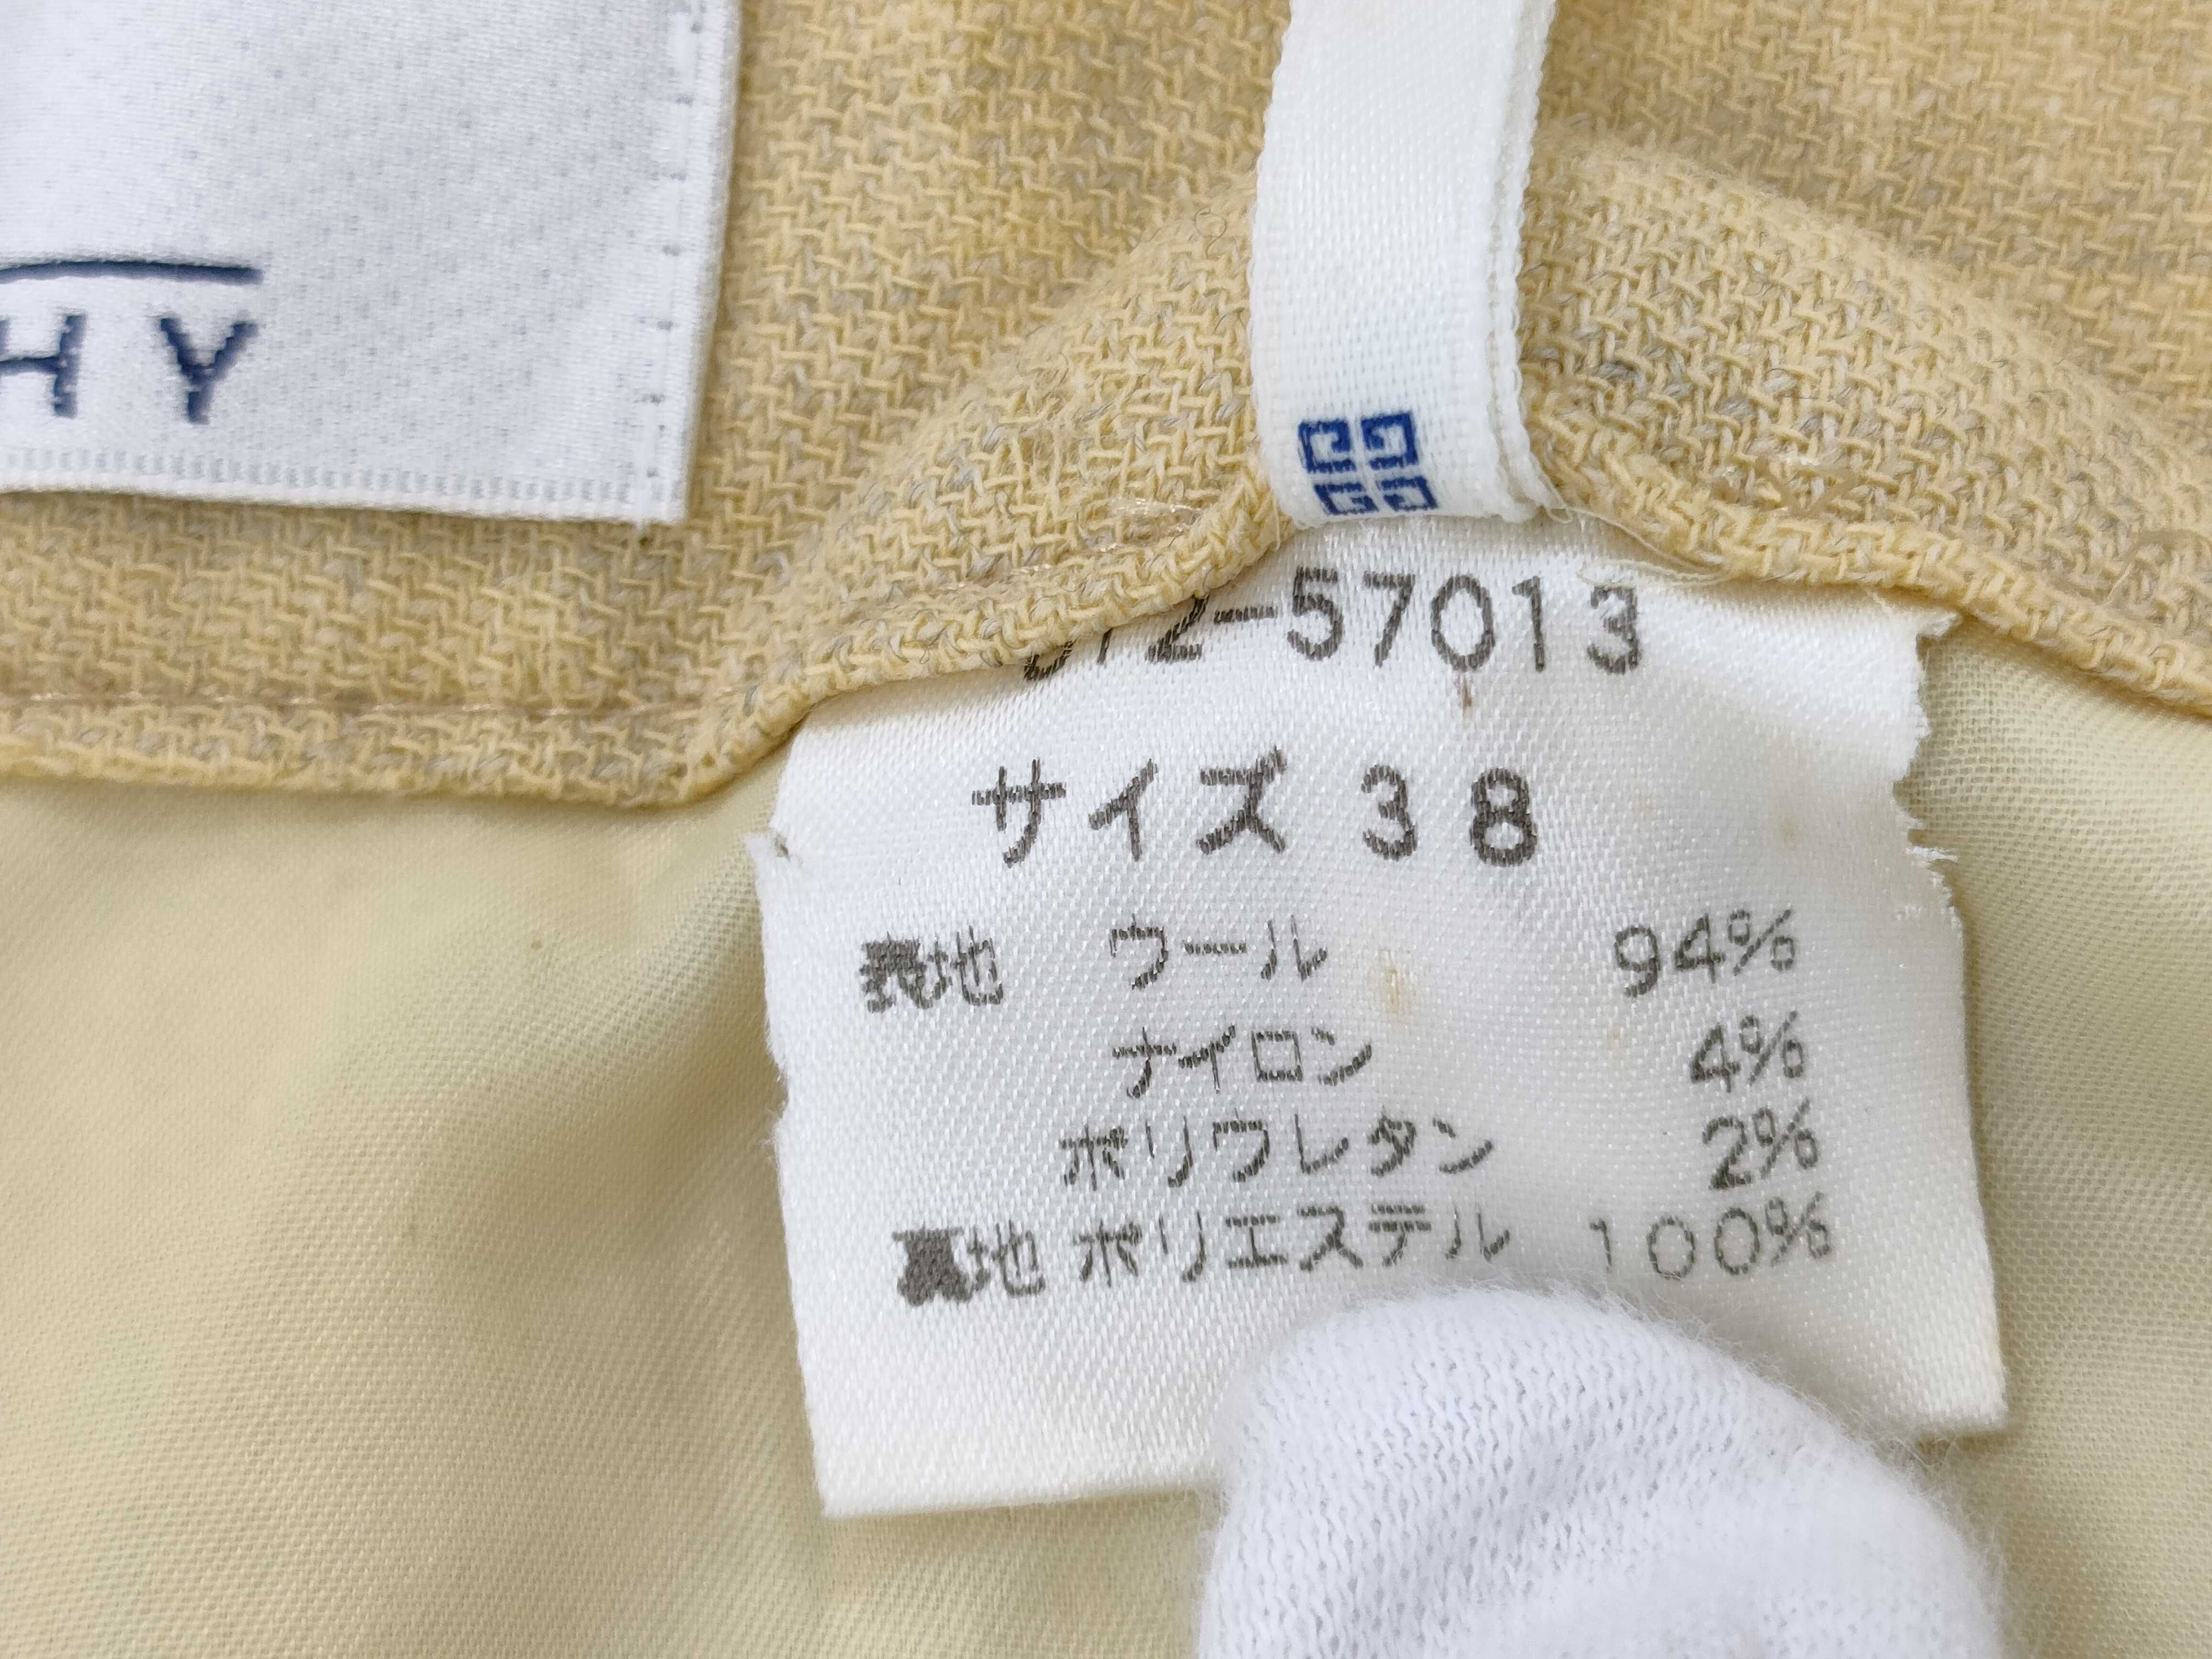 HY
-57013
サイズ 38
表地 ウール 94%
ナイロン 4%
ポリウレタン 2%
裏地 ポリエステル 100%